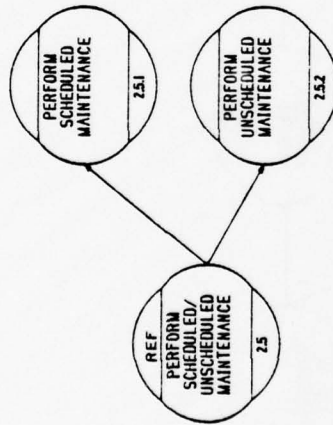 REF
PERFORM
SCHEDULED/
UNSCHEDULED
MAINTENANCE
2.5
PERFORM
SCHEDULED
MAINTENANCE
2.5.1
PERFORM
UNSCHEDULED
MAINTENANCE
2.5.2